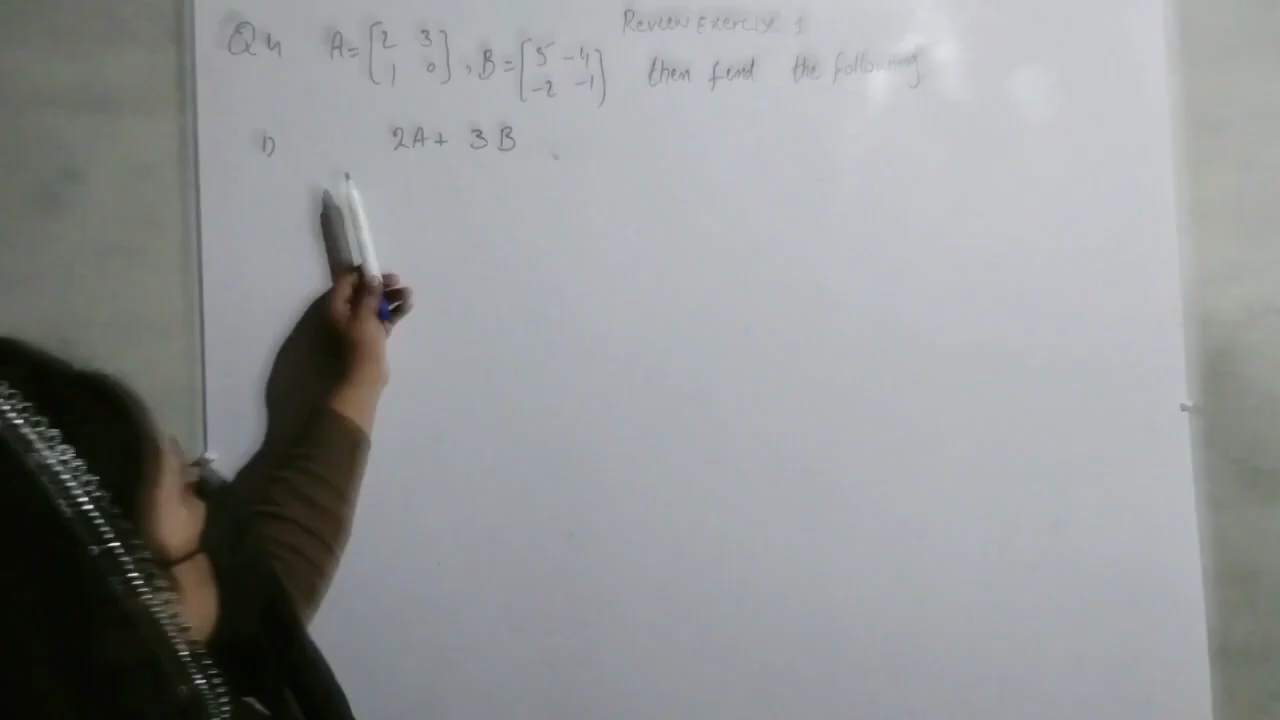 Review Exercise 1
Q4 A = [2 3
1 0], B = [5 -4
-2 -1] then find the following
i) 2A + 3B